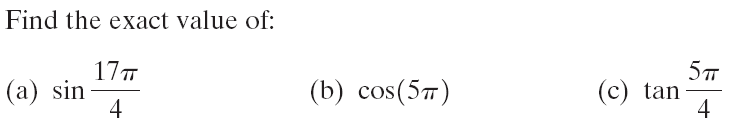 Find the exact value of:
(a) sin 17π/4 (b) cos(5π) (c) tan 5π/4